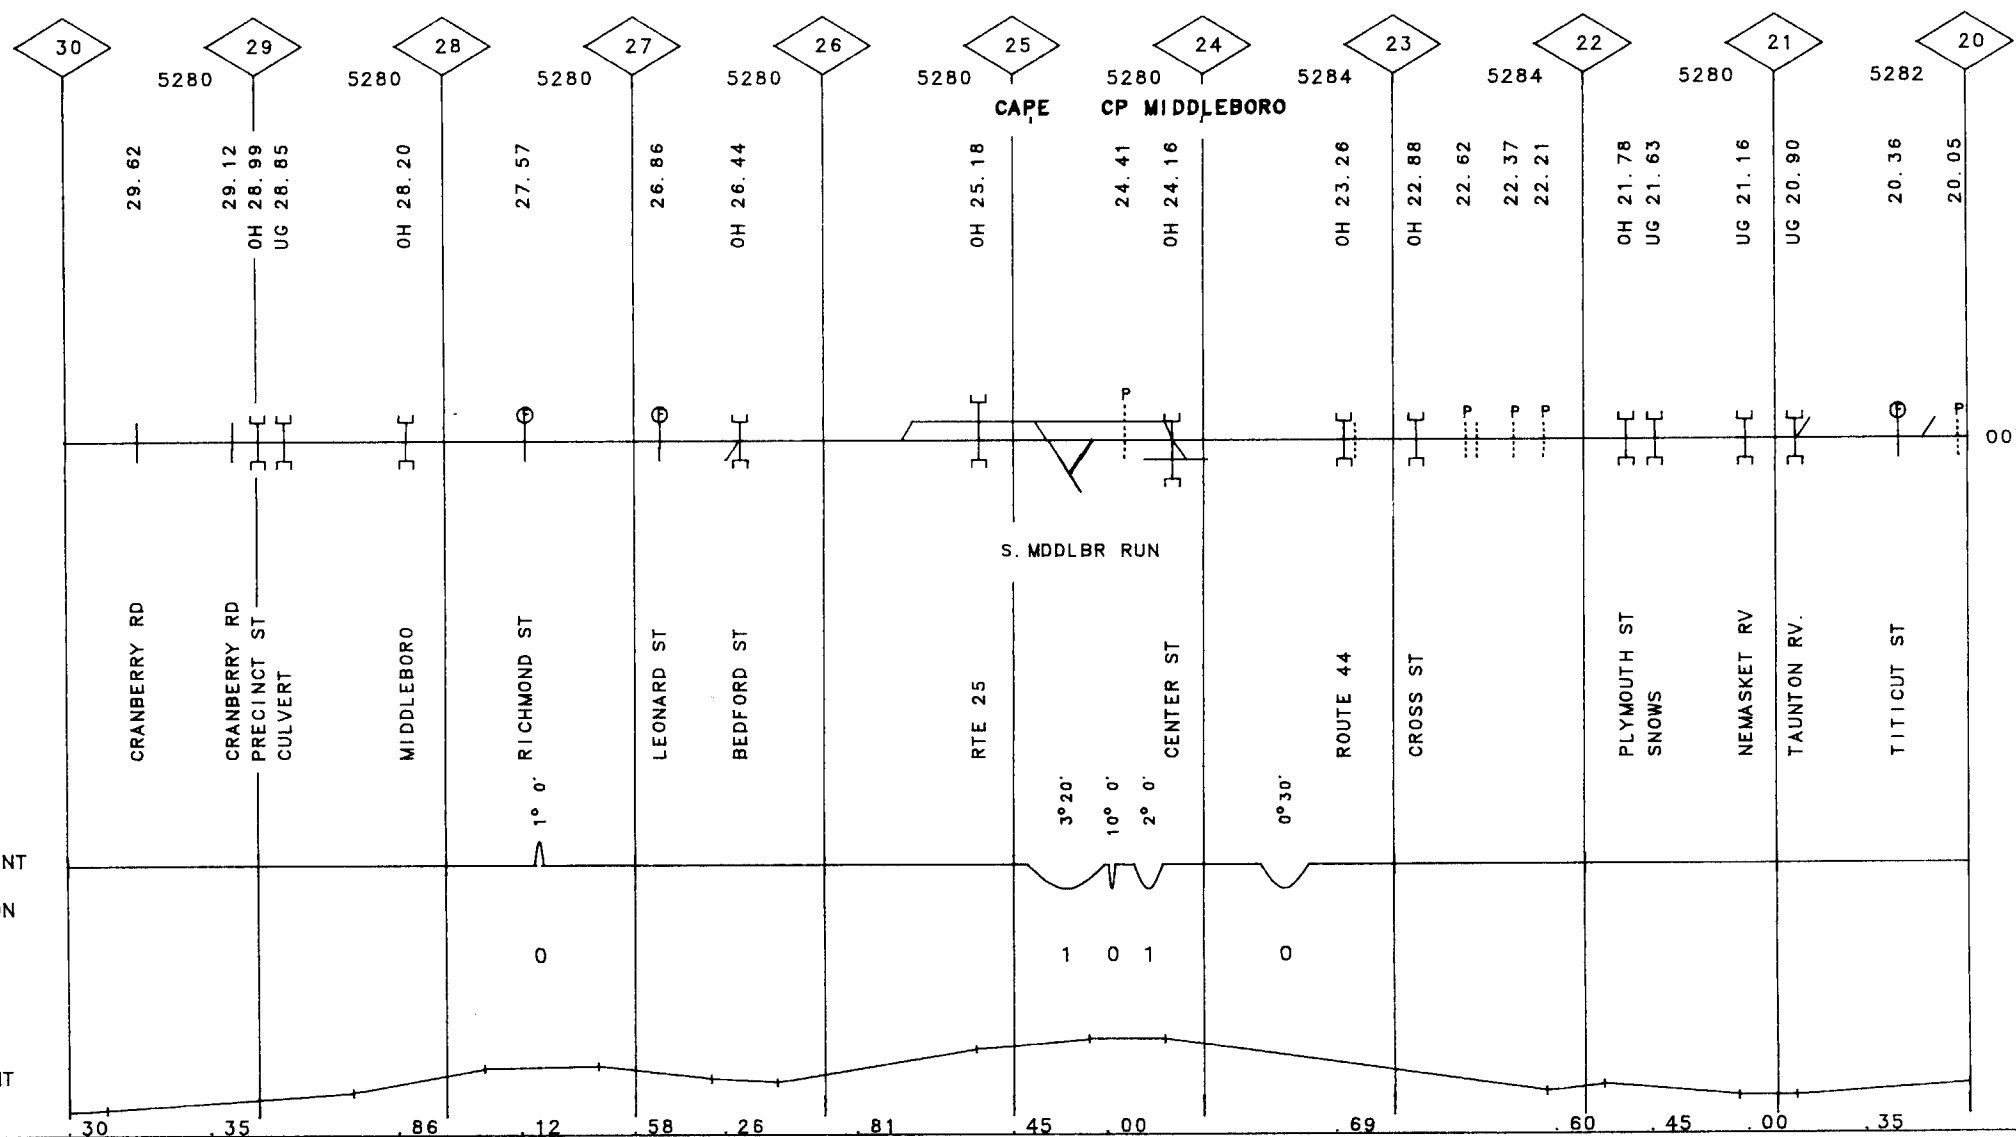 30 29 28 27 26 25 24 23 22 21 20
5280 5280 5280 5280 5280 5280 5284 5284 5280 5282
CAPE CP MIDDLEBORO
29.62
29.12
OH 28.99
UG 28.85
OH 28.20
27.57
26.86
OH 26.44
OH 25.18
24.41
OH 24.16
OH 23.26
OH 22.88
22.62
22.37
22.21
OH 21.78
UG 21.63
UG 21.16
UG 20.90
20.36
20.05
F F P P P P F P
00
S. MDDLBR RUN
CRANBERRY RD
CRANBERRY RD
PRECINCT ST
CULVERT
MIDDLEBORO
RICHMOND ST
LEONARD ST
BEDFORD ST
RTE 25
CENTER ST
ROUTE 44
CROSS ST
PLYMOUTH ST
SNOWS
NEMASKET RV
TAUNTON RV.
TITICUT ST
1° 0' 3°20' 10° 0' 2° 0' 0°30'
NT
ON
0 1 0 1 0
NT
.30 .35 .86 .12 .58 .26 .81 .45 .00 .69 .60 .45 .00 .35